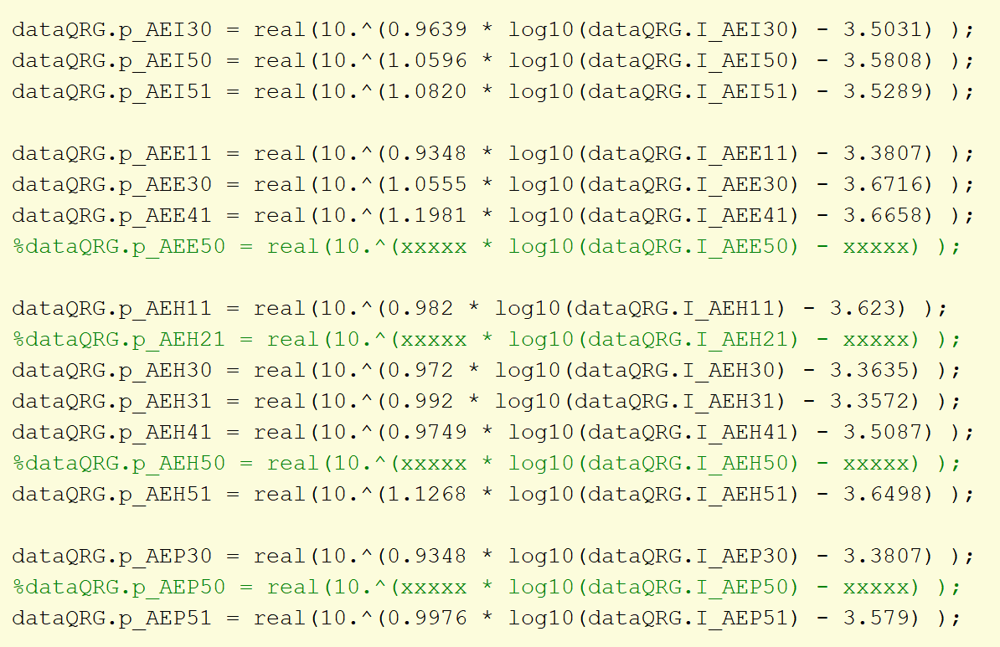 dataQRG.p_AEI30 = real(10.^(0.9639 * log10(dataQRG.I_AEI30) - 3.5031) );
dataQRG.p_AEI50 = real(10.^(1.0596 * log10(dataQRG.I_AEI50) - 3.5808) );
dataQRG.p_AEI51 = real(10.^(1.0820 * log10(dataQRG.I_AEI51) - 3.5289) );
dataQRG.p_AEE11 = real(10.^(0.9348 * log10(dataQRG.I_AEE11) - 3.3807) );
dataQRG.p_AEE30 = real(10.^(1.0555 * log10(dataQRG.I_AEE30) - 3.6716) );
dataQRG.p_AEE41 = real(10.^(1.1981 * log10(dataQRG.I_AEE41) - 3.6658) );
%dataQRG.p_AEE50 = real(10.^(xxxxx * log10(dataQRG.I_AEE50) - xxxxx) );
dataQRG.p_AEH11 = real(10.^(0.982 * log10(dataQRG.I_AEH11) - 3.623) );
%dataQRG.p_AEH21 = real(10.^(xxxxx * log10(dataQRG.I_AEH21) - xxxxx) );
dataQRG.p_AEH30 = real(10.^(0.972 * log10(dataQRG.I_AEH30) - 3.3635) );
dataQRG.p_AEH31 = real(10.^(0.992 * log10(dataQRG.I_AEH31) - 3.3572) );
dataQRG.p_AEH41 = real(10.^(0.9749 * log10(dataQRG.I_AEH41) - 3.5087) );
%dataQRG.p_AEH50 = real(10.^(xxxxx * log10(dataQRG.I_AEH50) - xxxxx) );
dataQRG.p_AEH51 = real(10.^(1.1268 * log10(dataQRG.I_AEH51) - 3.6498) );
dataQRG.p_AEP30 = real(10.^(0.9348 * log10(dataQRG.I_AEP30) - 3.3807) );
%dataQRG.p_AEP50 = real(10.^(xxxxx * log10(dataQRG.I_AEP50) - xxxxx) );
dataQRG.p_AEP51 = real(10.^(0.9976 * log10(dataQRG.I_AEP51) - 3.579) );